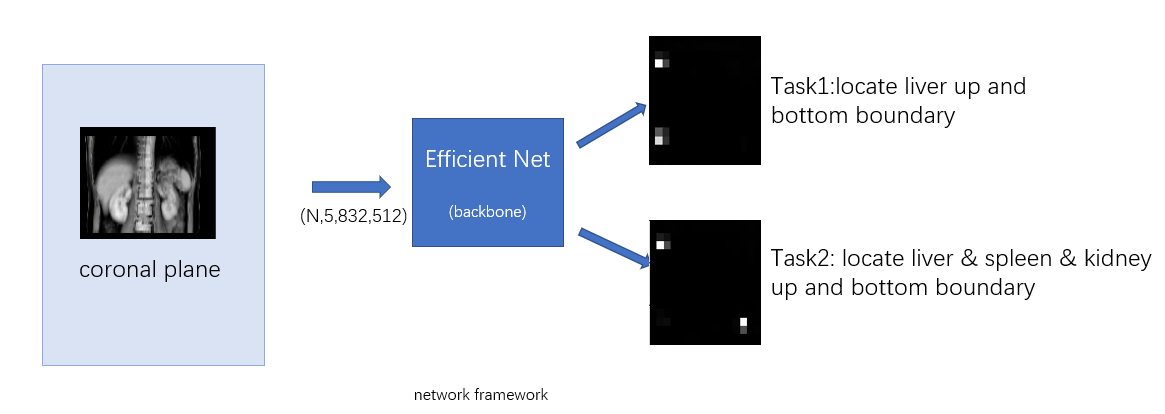 coronal plane
(N,5,832,512)
Efficient Net
(backbone)
Task1:locate liver up and
bottom boundary
Task2: locate liver & spleen & kidney
up and bottom boundary
network framework